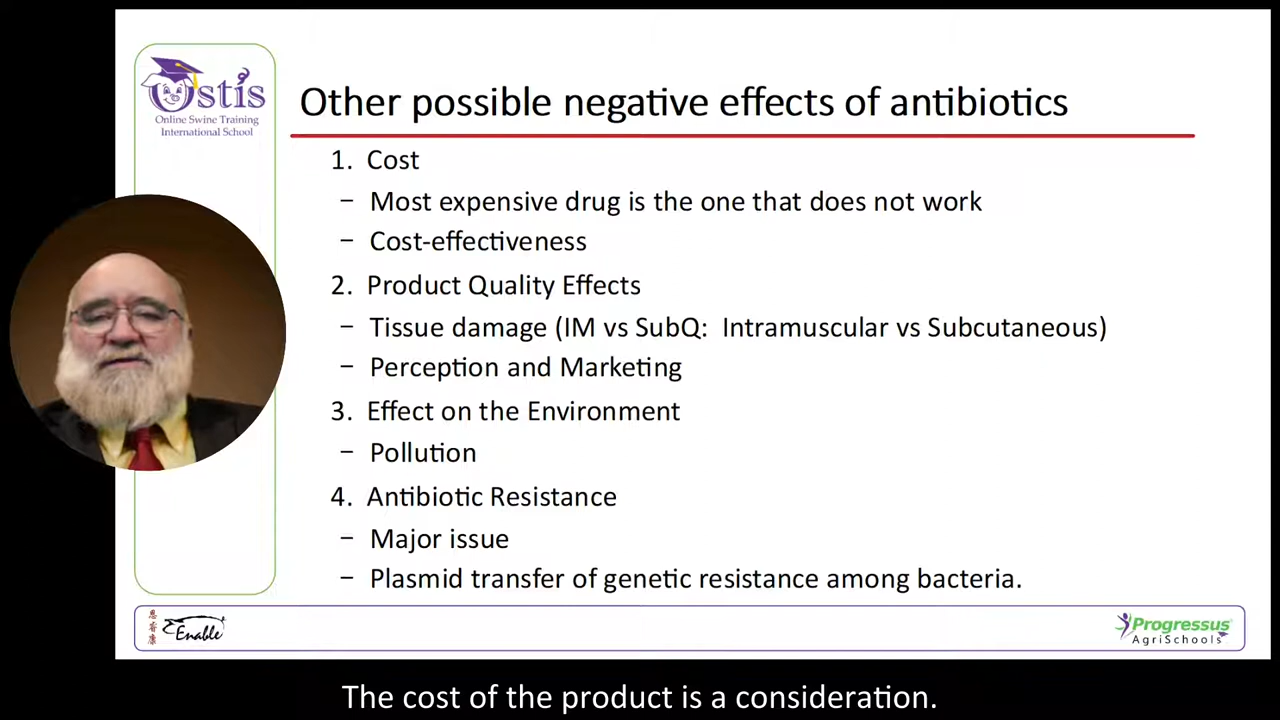 Ostis
Online Swine Training
International School
Other possible negative effects of antibiotics
1. Cost
– Most expensive drug is the one that does not work
– Cost-effectiveness
2. Product Quality Effects
– Tissue damage (IM vs SubQ: Intramuscular vs Subcutaneous)
– Perception and Marketing
3. Effect on the Environment
– Pollution
4. Antibiotic Resistance
– Major issue
– Plasmid transfer of genetic resistance among bacteria.
思睿康
Enable
Progressus
AgriSchools
The cost of the product is a consideration.